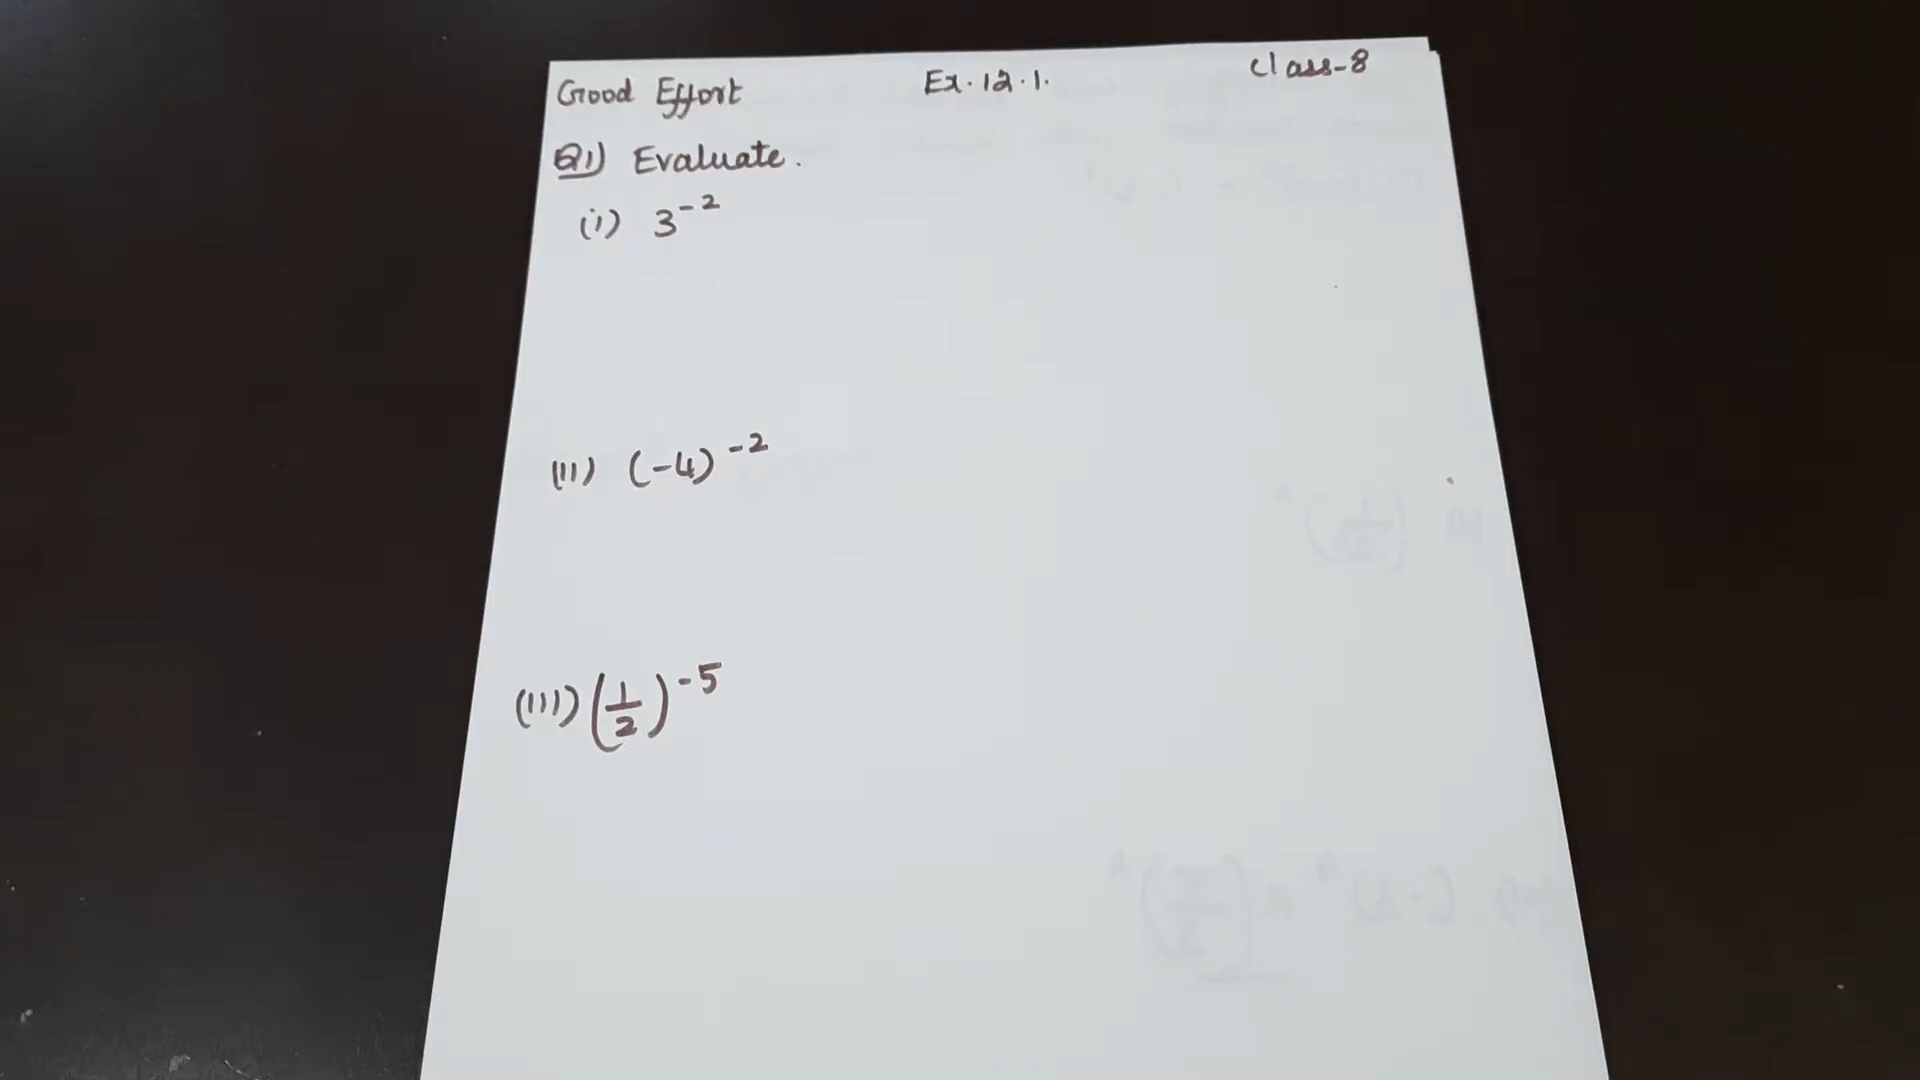 Good Effort Ex. 12.1. Class-8
Q1) Evaluate.
(i) 3⁻²
(ii) (-4)⁻²
(iii) (1/2)⁻⁵